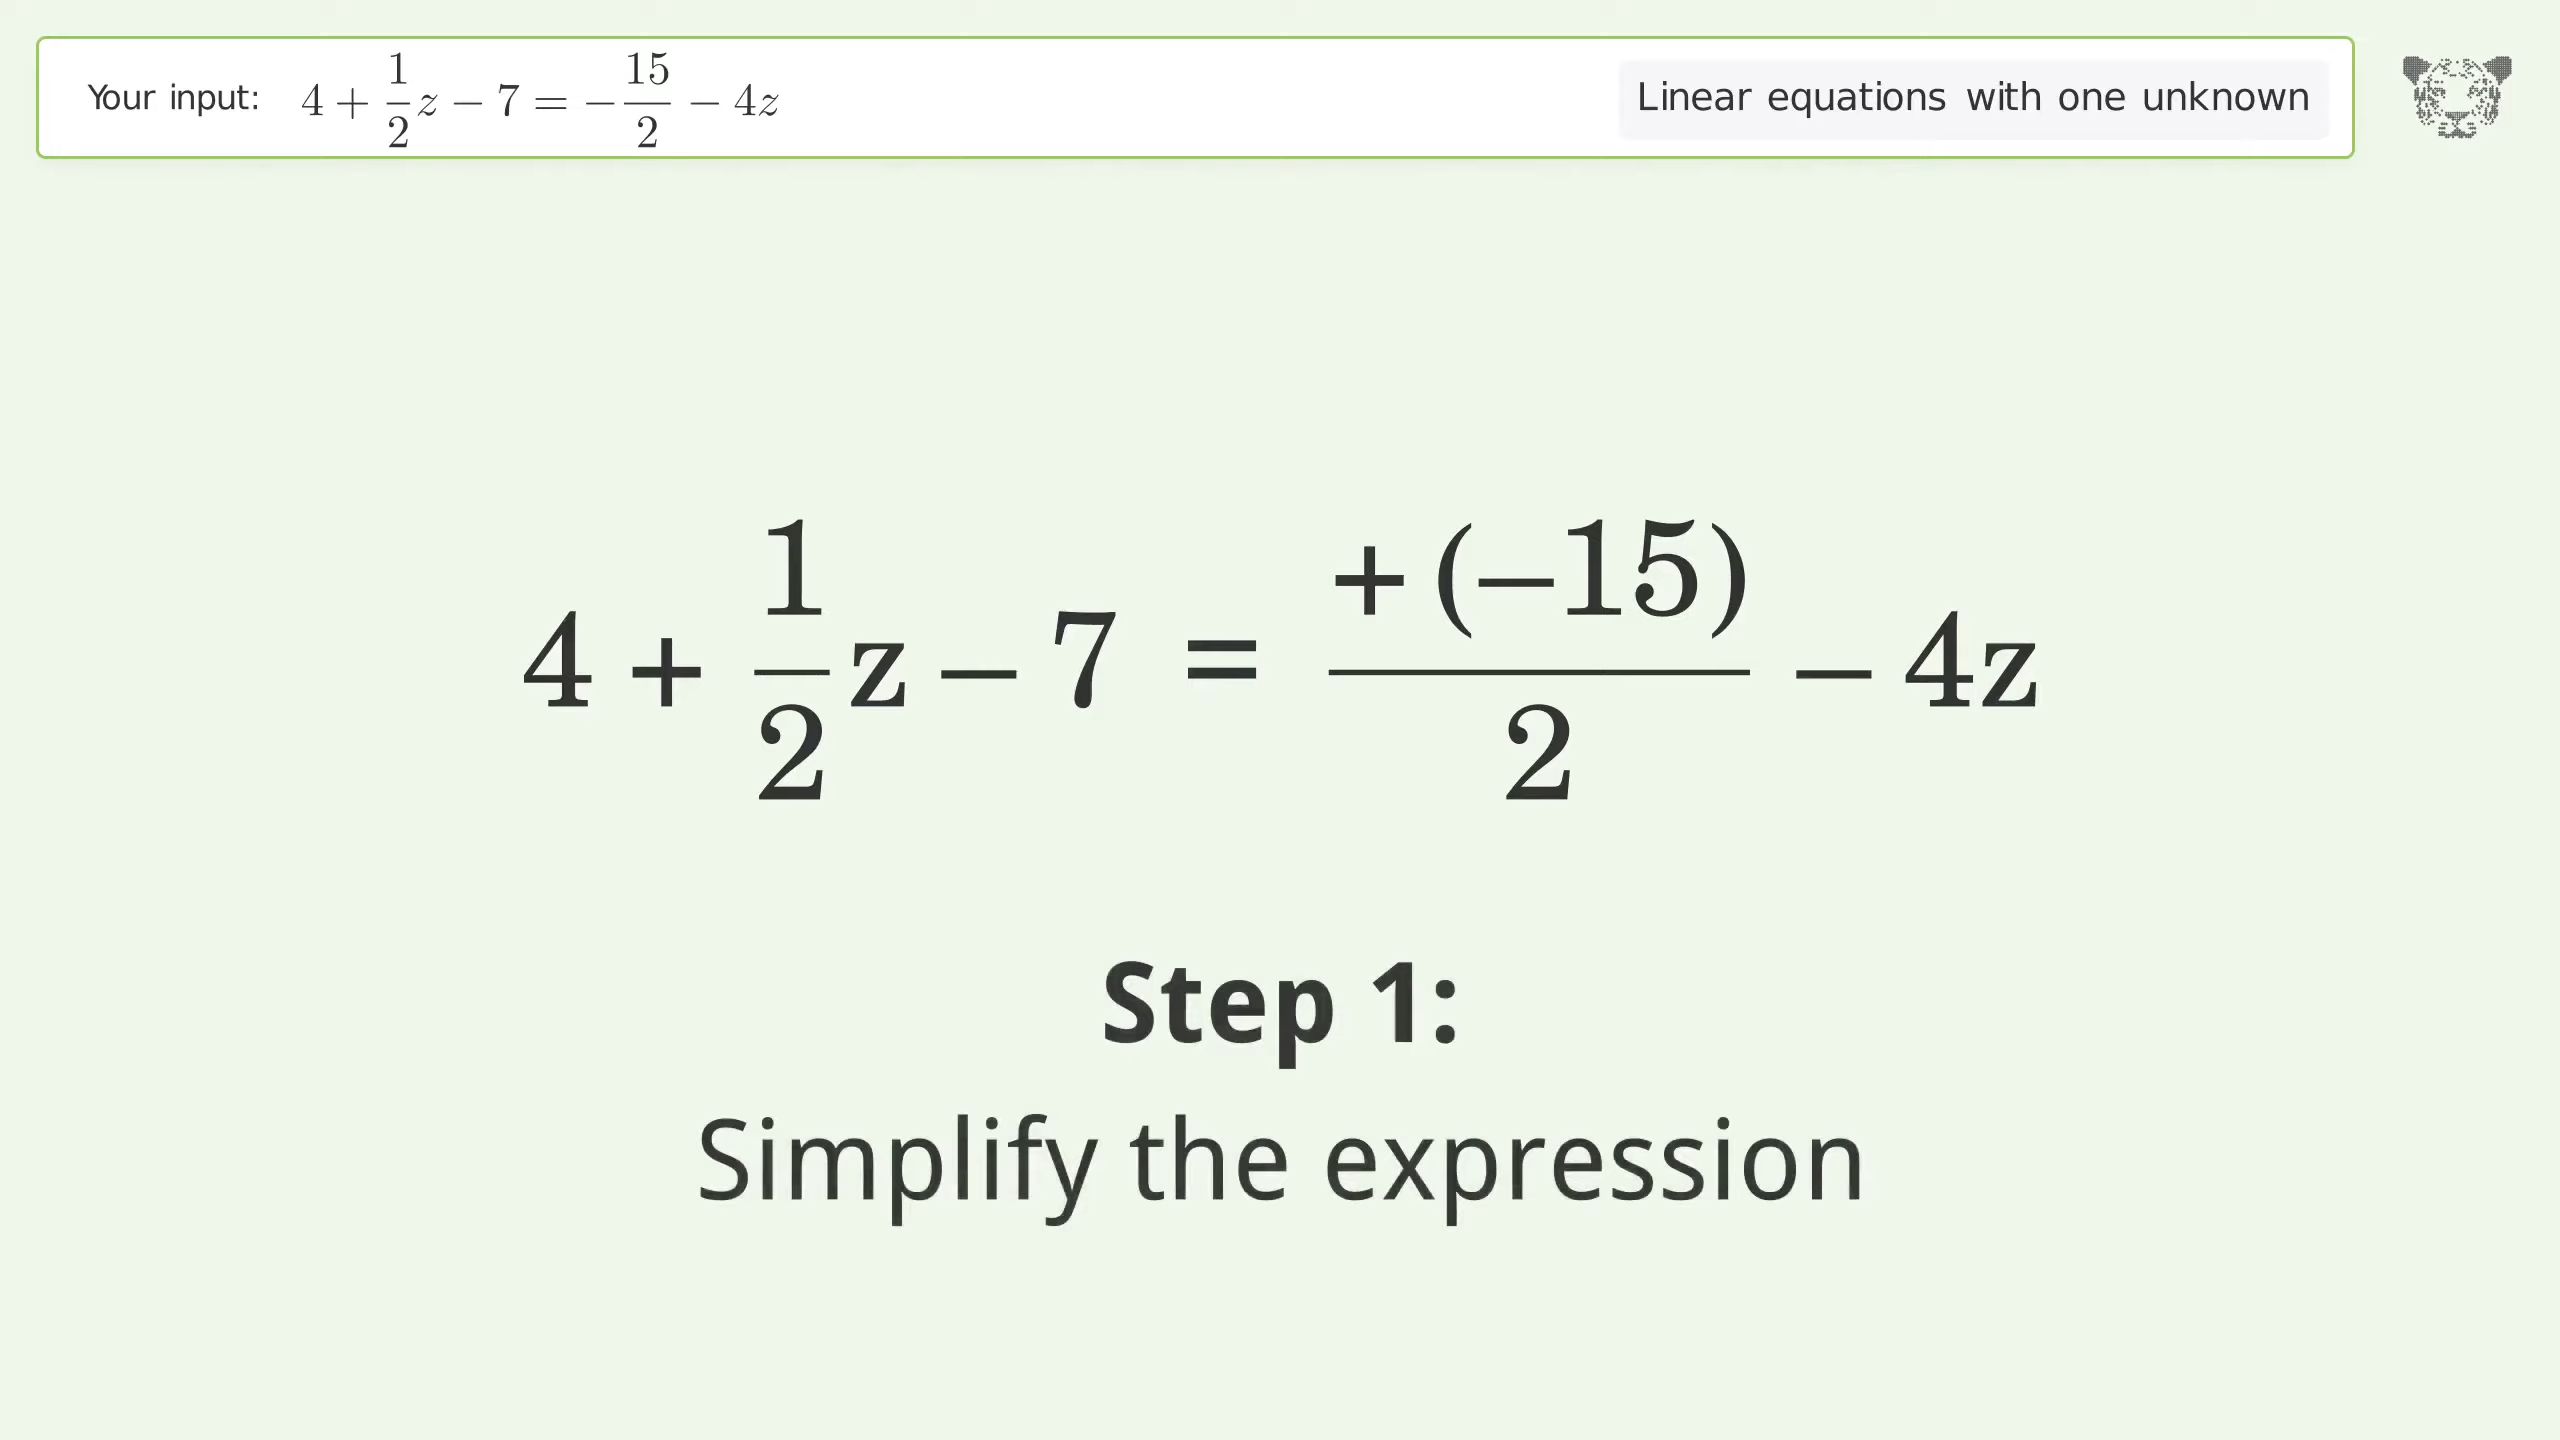 Your input: 4 + 1/2 z − 7 = −15/2 − 4z
Linear equations with one unknown
4 + 1/2 z − 7 = +(−15)/2 − 4z
Step 1:
Simplify the expression